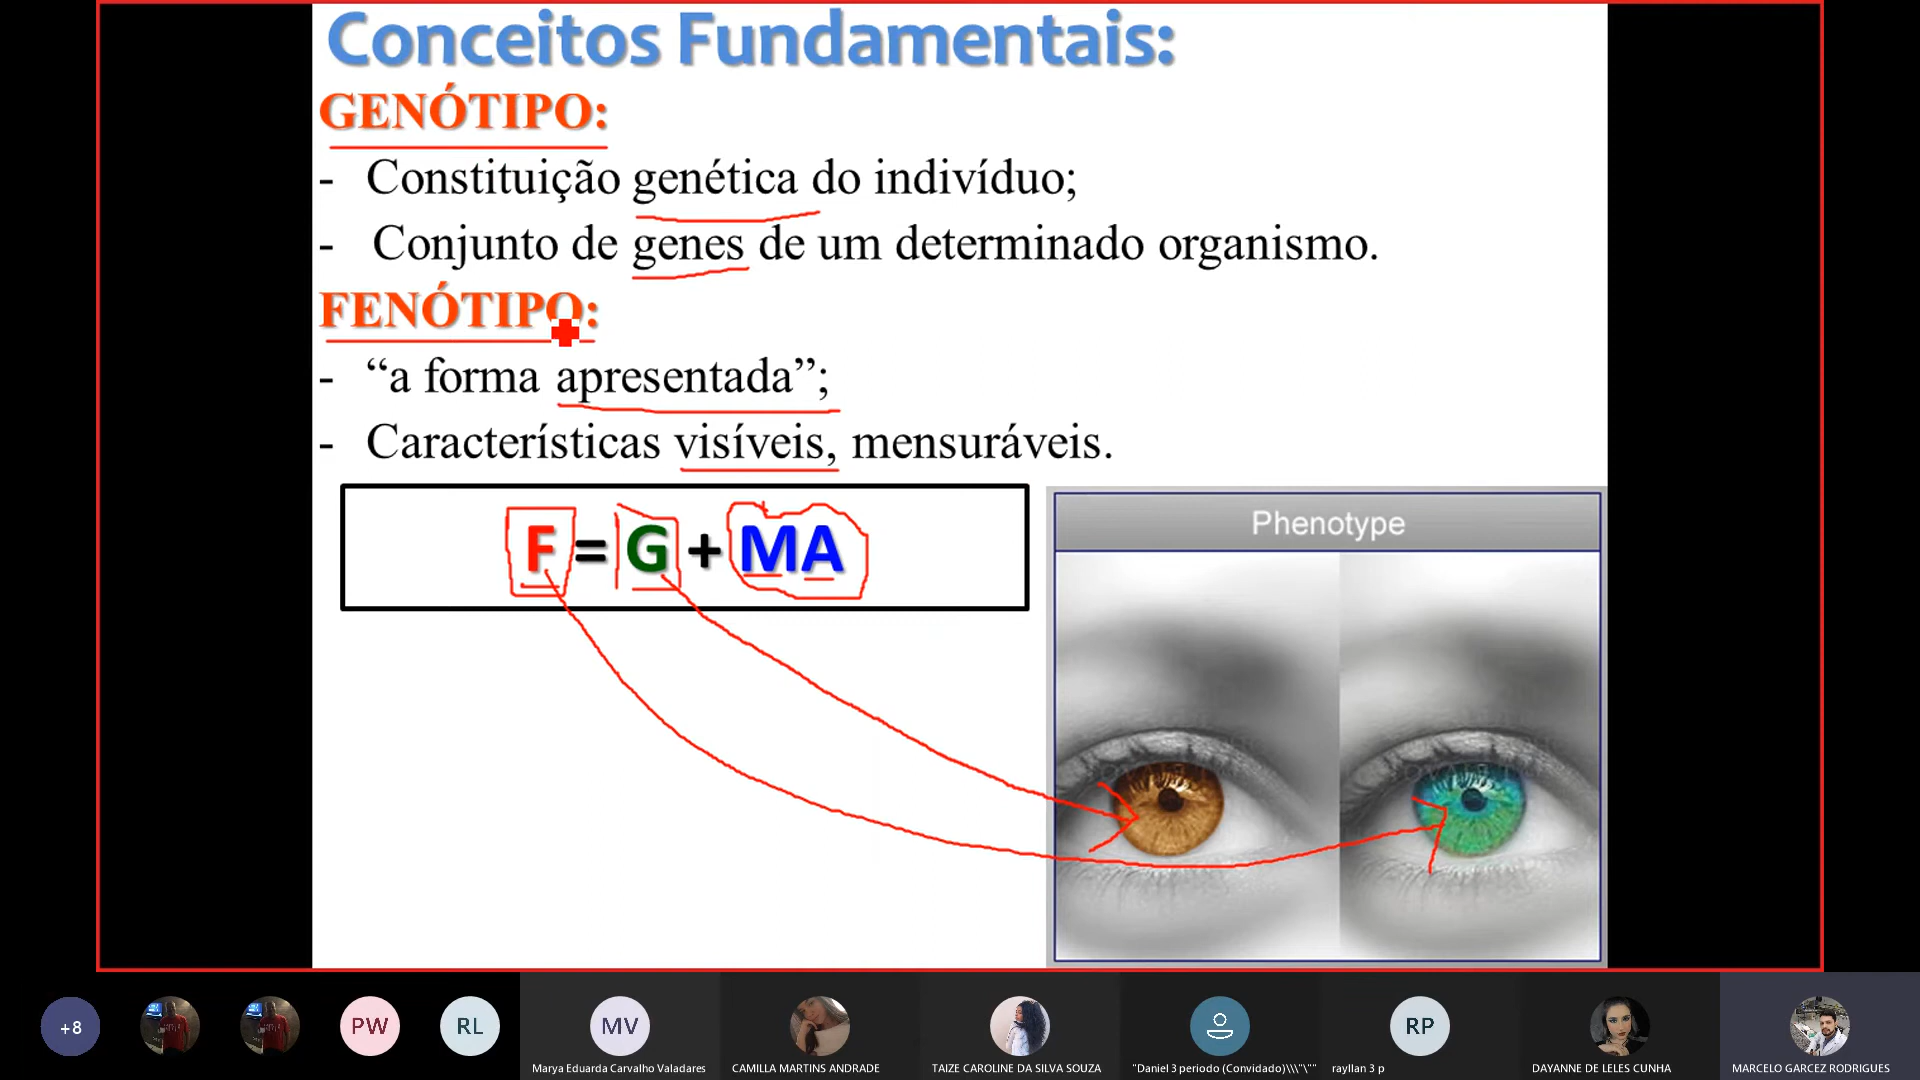 Conceitos Fundamentais:
GENÓTIPO:
- Constituição genética do indivíduo;
- Conjunto de genes de um determinado organismo.
FENÓTIPO:
- “a forma apresentada”;
- Características visíveis, mensuráveis.
F = G + MA
Phenotype
+8
PW
RL
MV
RP
Marya Eduarda Carvalho Valadares
CAMILLA MARTINS ANDRADE
TAIZE CAROLINE DA SILVA SOUZA
"Daniel 3 periodo (Convidado)\\\"\""
rayllan 3 p
DAYANNE DE LELES CUNHA
MARCELO GARCEZ RODRIGUES